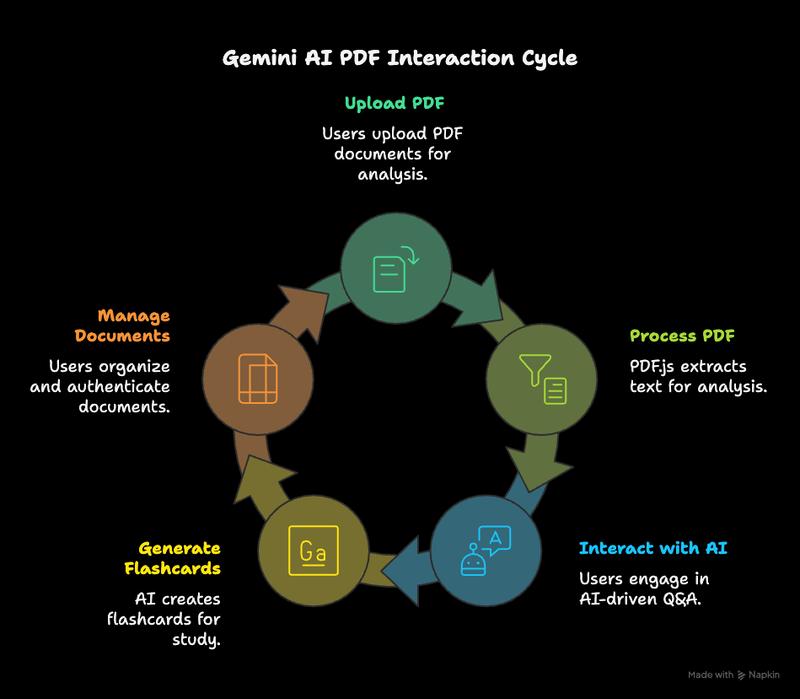 Gemini AI PDF Interaction Cycle
Upload PDF
Users upload PDF
documents for
analysis.
Process PDF
PDF.js extracts
text for analysis.
Interact with AI
Users engage in
AI-driven Q&A.
A
Generate
Flashcards
AI creates
flashcards for
study.
Ga
Manage
Documents
Users organize
and authenticate
documents.
Made with Napkin